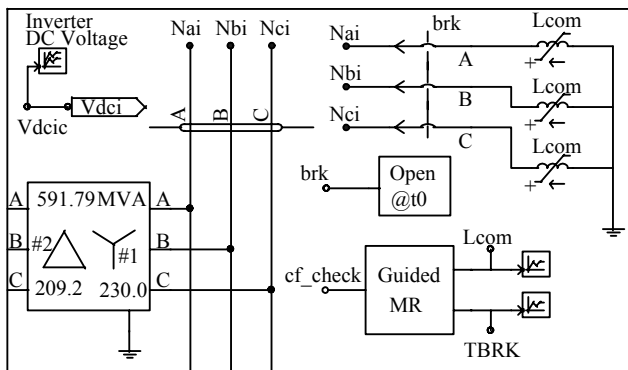 Inverter
DC Voltage
Vdcic
Vdci
Nai Nbi Nci
A B C
591.79MVA
A A
B #2 #1 B
C C
209.2 230.0
Nai brk Lcom
A +
Nbi Lcom
B +
Nci Lcom
C +
brk Open
@t0
Lcom
cf_check Guided
MR
TBRK